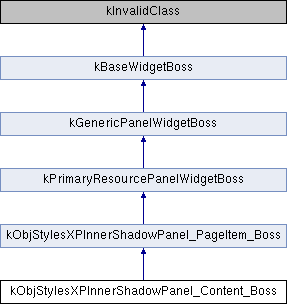 kInvalidClass
kBaseWidgetBoss
kGenericPanelWidgetBoss
kPrimaryResourcePanelWidgetBoss
kObjStylesXPInnerShadowPanel_PageItem_Boss
kObjStylesXPInnerShadowPanel_Content_Boss